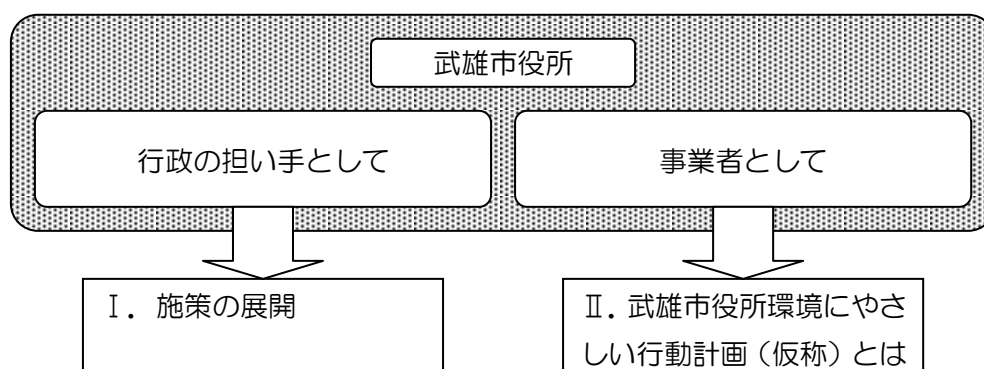 武雄市役所
行政の担い手として
事業者として
Ⅰ．施策の展開
Ⅱ．武雄市役所環境にやさ
しい行動計画（仮称）とは